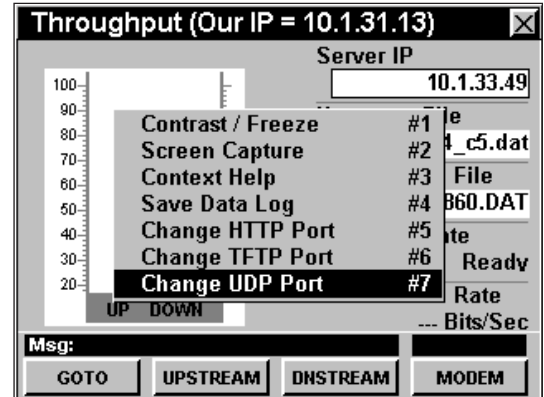 Throughput (Our IP = 10.1.31.13)
Server IP
10.1.33.49
100
90
80
70
60
50
40
30
20
UP DOWN
Contrast / Freeze #1
Screen Capture #2
Context Help #3
Save Data Log #4
Change HTTP Port #5
Change TFTP Port #6
Change UDP Port #7
4_c5.dat
File
860.DAT
Ready
Rate
--- Bits/Sec
Msg:
GOTO UPSTREAM DNSTREAM MODEM